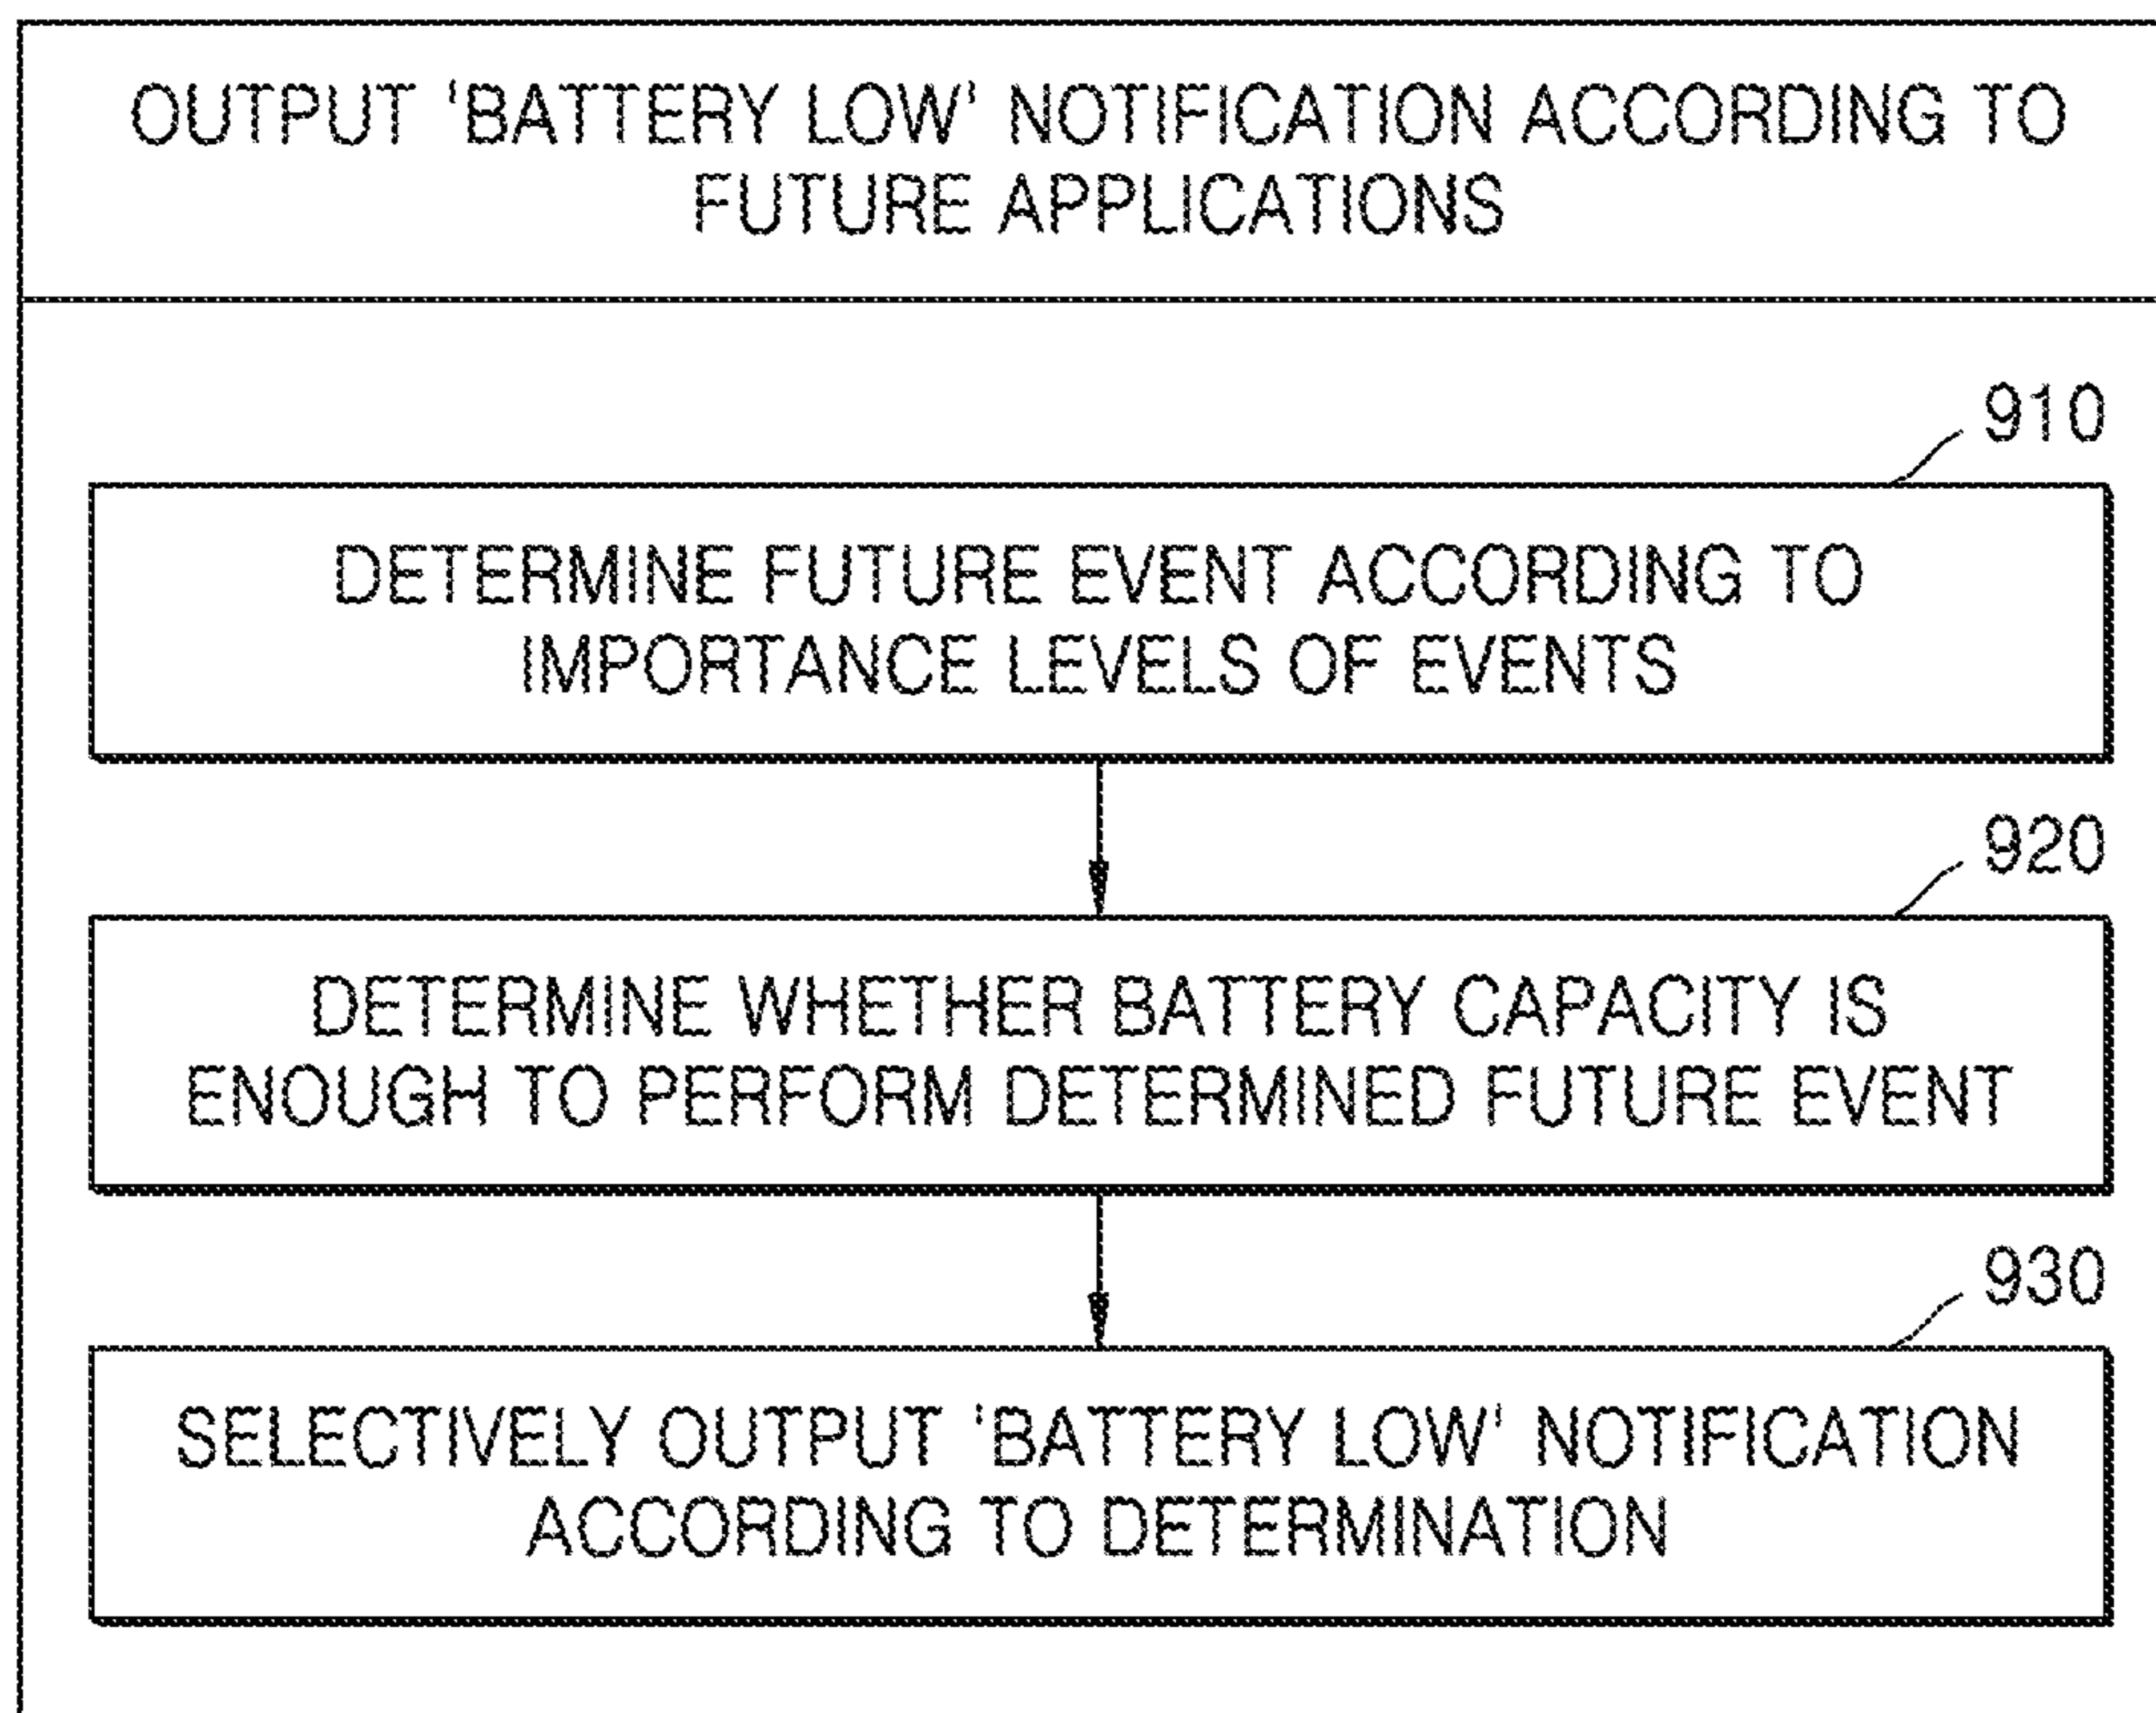 OUTPUT 'BATTERY LOW' NOTIFICATION ACCORDING TO
FUTURE APPLICATIONS
910
DETERMINE FUTURE EVENT ACCORDING TO
IMPORTANCE LEVELS OF EVENTS
920
DETERMINE WHETHER BATTERY CAPACITY IS
ENOUGH TO PERFORM DETERMINED FUTURE EVENT
930
SELECTIVELY OUTPUT 'BATTERY LOW' NOTIFICATION
ACCORDING TO DETERMINATION